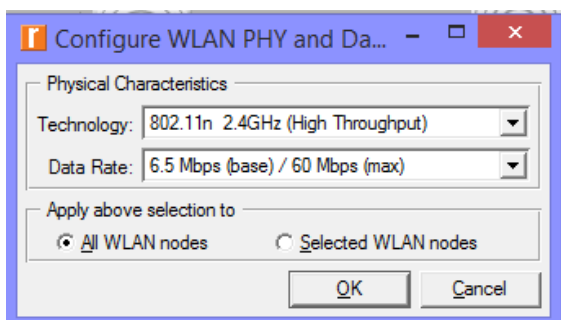 Configure WLAN PHY and Da...
Physical Characteristics
Technology: 802.11n 2.4GHz (High Throughput)
Data Rate: 6.5 Mbps (base) / 60 Mbps (max)
Apply above selection to
All WLAN nodes Selected WLAN nodes
OK Cancel